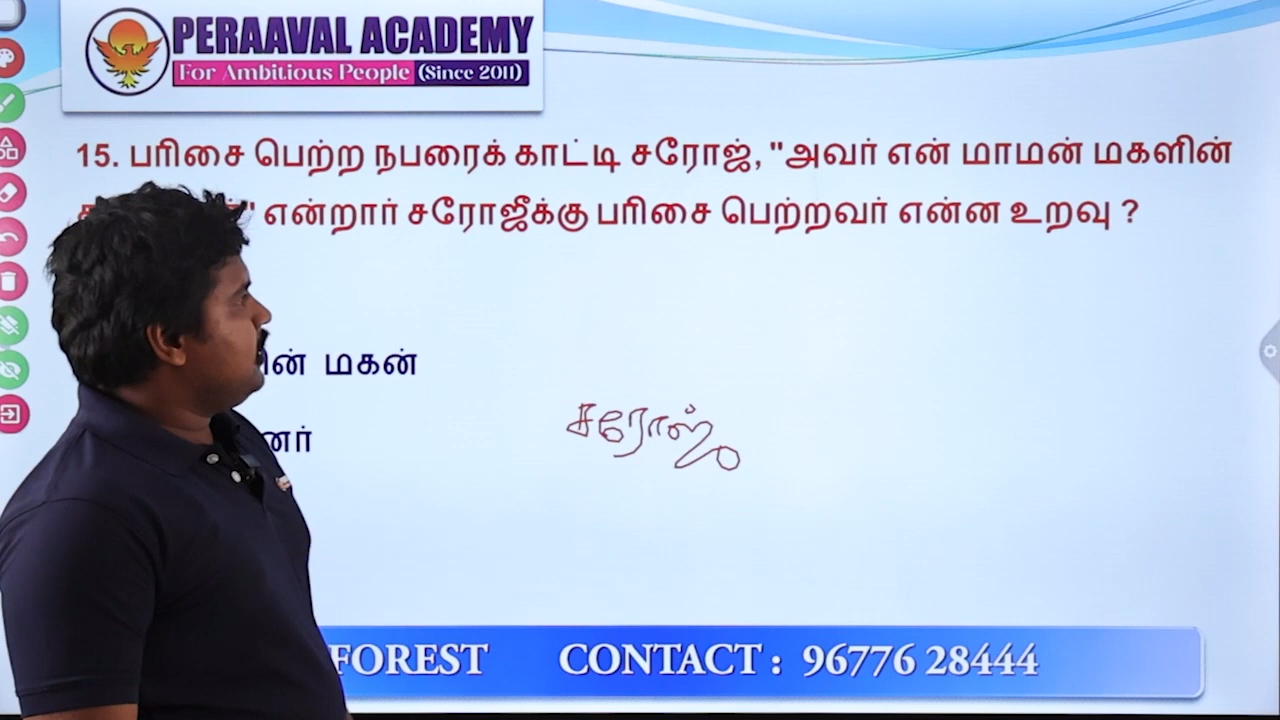 PERAAVAL ACADEMY
For Ambitious People (Since 2011)
15. பரிசை பெற்ற நபரைக் காட்டி சரோஜ், "அவர் என் மாமன் மகளின்
" என்றார் சரோஜீக்கு பரிசை பெற்றவர் என்ன உறவு ?
மகன்
சரோஜ்
FOREST CONTACT : 96776 28444